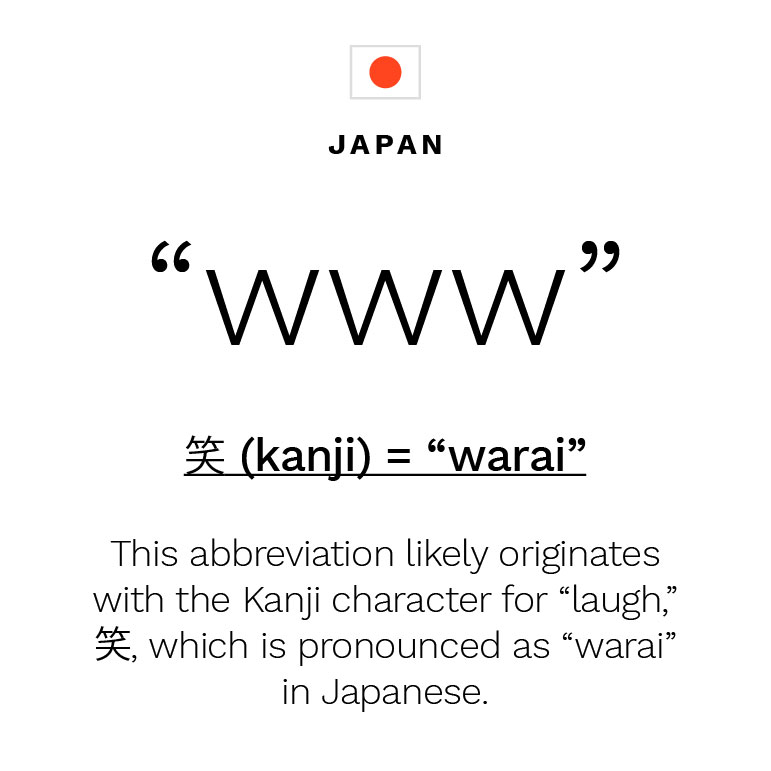 JAPAN
“www”
笑 (kanji) = “warai”
This abbreviation likely originates
with the Kanji character for “laugh,”
笑, which is pronounced as “warai”
in Japanese.